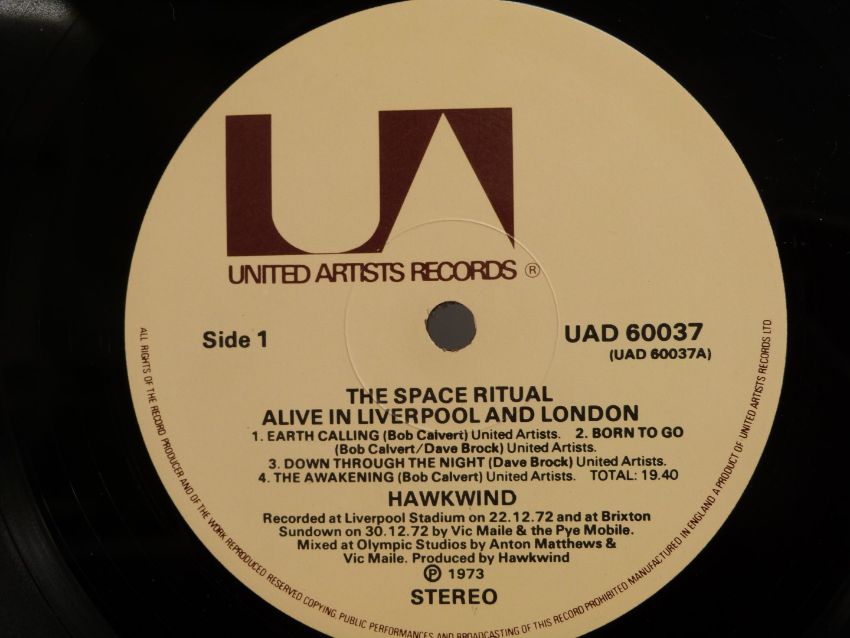 UA
UNITED ARTISTS RECORDS ®
Side 1
UAD 60037
(UAD 60037A)
THE SPACE RITUAL
ALIVE IN LIVERPOOL AND LONDON
1. EARTH CALLING (Bob Calvert) United Artists. 2. BORN TO GO
(Bob Calvert/Dave Brock) United Artists.
3. DOWN THROUGH THE NIGHT (Dave Brock) United Artists.
4. THE AWAKENING (Bob Calvert) United Artists. TOTAL: 19.40
HAWKWIND
Recorded at Liverpool Stadium on 22.12.72 and at Brixton
Sundown on 30.12.72 by Vic Maile & the Pye Mobile.
Mixed at Olympic Studios by Anton Matthews &
Vic Maile. Produced by Hawkwind
℗ 1973
STEREO
ALL RIGHTS OF THE RECORD PRODUCER AND OF THE WORK REPRODUCED RESERVED COPYING, PUBLIC PERFORMANCES AND BROADCASTING OF THIS RECORD PROHIBITED MANUFACTURED IN ENGLAND A PRODUCT OF UNITED ARTISTS RECORDS LTD